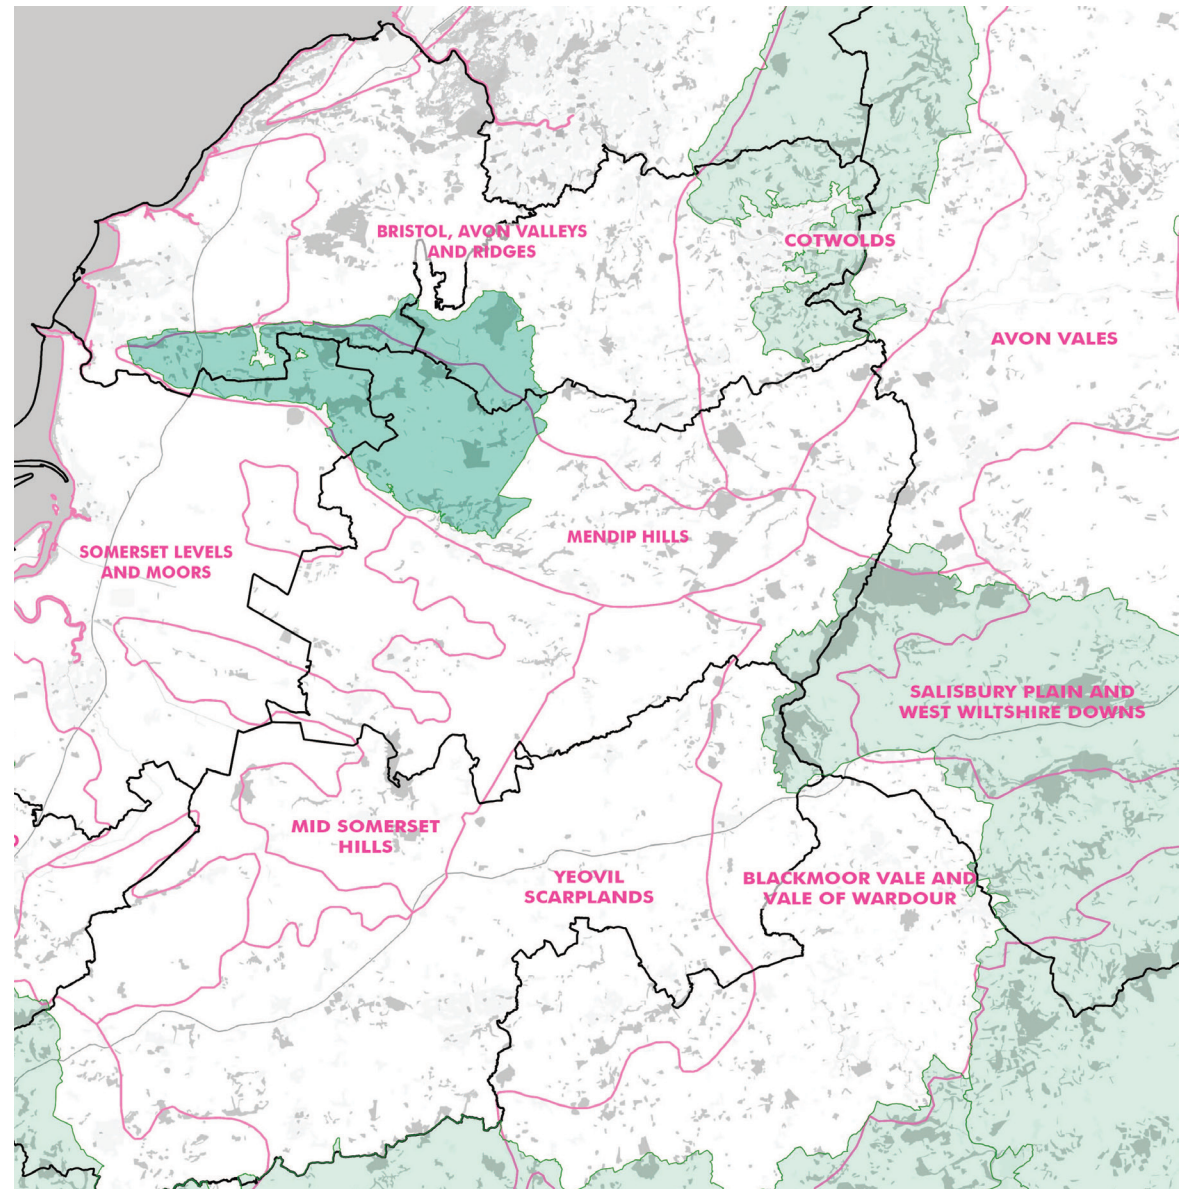 BRISTOL, AVON VALLEYS
AND RIDGES
COTWOLDS
AVON VALES
MENDIP HILLS
SOMERSET LEVELS
AND MOORS
SALISBURY PLAIN AND
WEST WILTSHIRE DOWNS
MID SOMERSET
HILLS
YEOVIL
SCARPLANDS
BLACKMOOR VALE AND
VALE OF WARDOUR